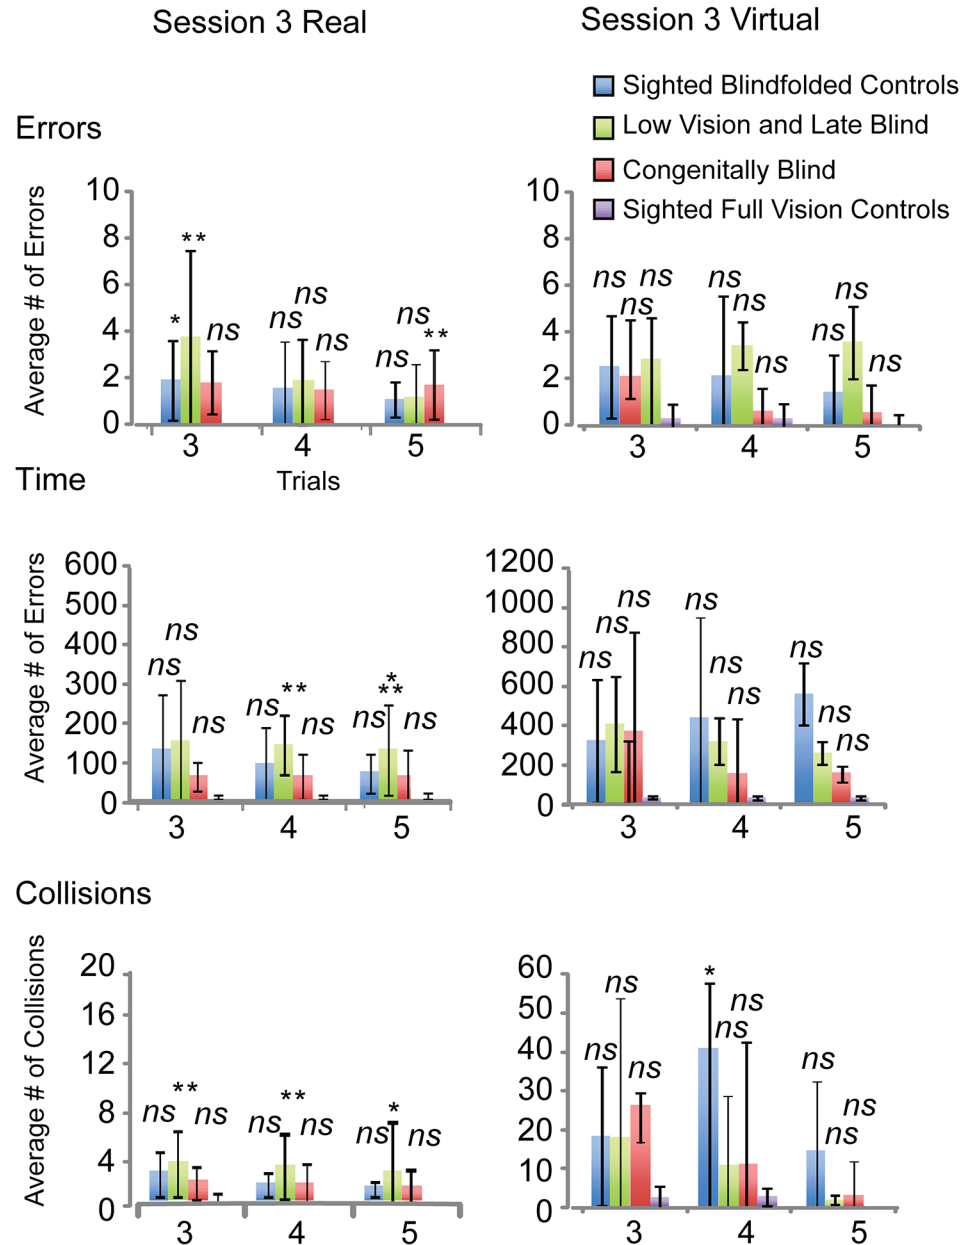 Session 3 Real
Session 3 Virtual
Sighted Blindfolded Controls
Low Vision and Late Blind
Congenitally Blind
Sighted Full Vision Controls
Errors
Average # of Errors
10
8
6
4
2
0
* ** ns
ns ns ns
ns ns **
3 4 5
Trials
10
8
6
4
2
0
ns ns ns
ns ns ns
ns ns ns
3 4 5
Time
Average # of Errors
600
500
400
300
200
100
0
ns ns ns
ns ** ns
ns * ** ns
3 4 5
1200
1000
800
600
400
200
0
ns ns ns
ns ns ns
ns ns ns
3 4 5
Collisions
Average # of Collisions
20
16
12
8
4
0
ns ** ns
ns ** ns
ns * ns
3 4 5
60
50
40
30
20
10
0
ns ns ns
* ns ns
ns ns ns
3 4 5